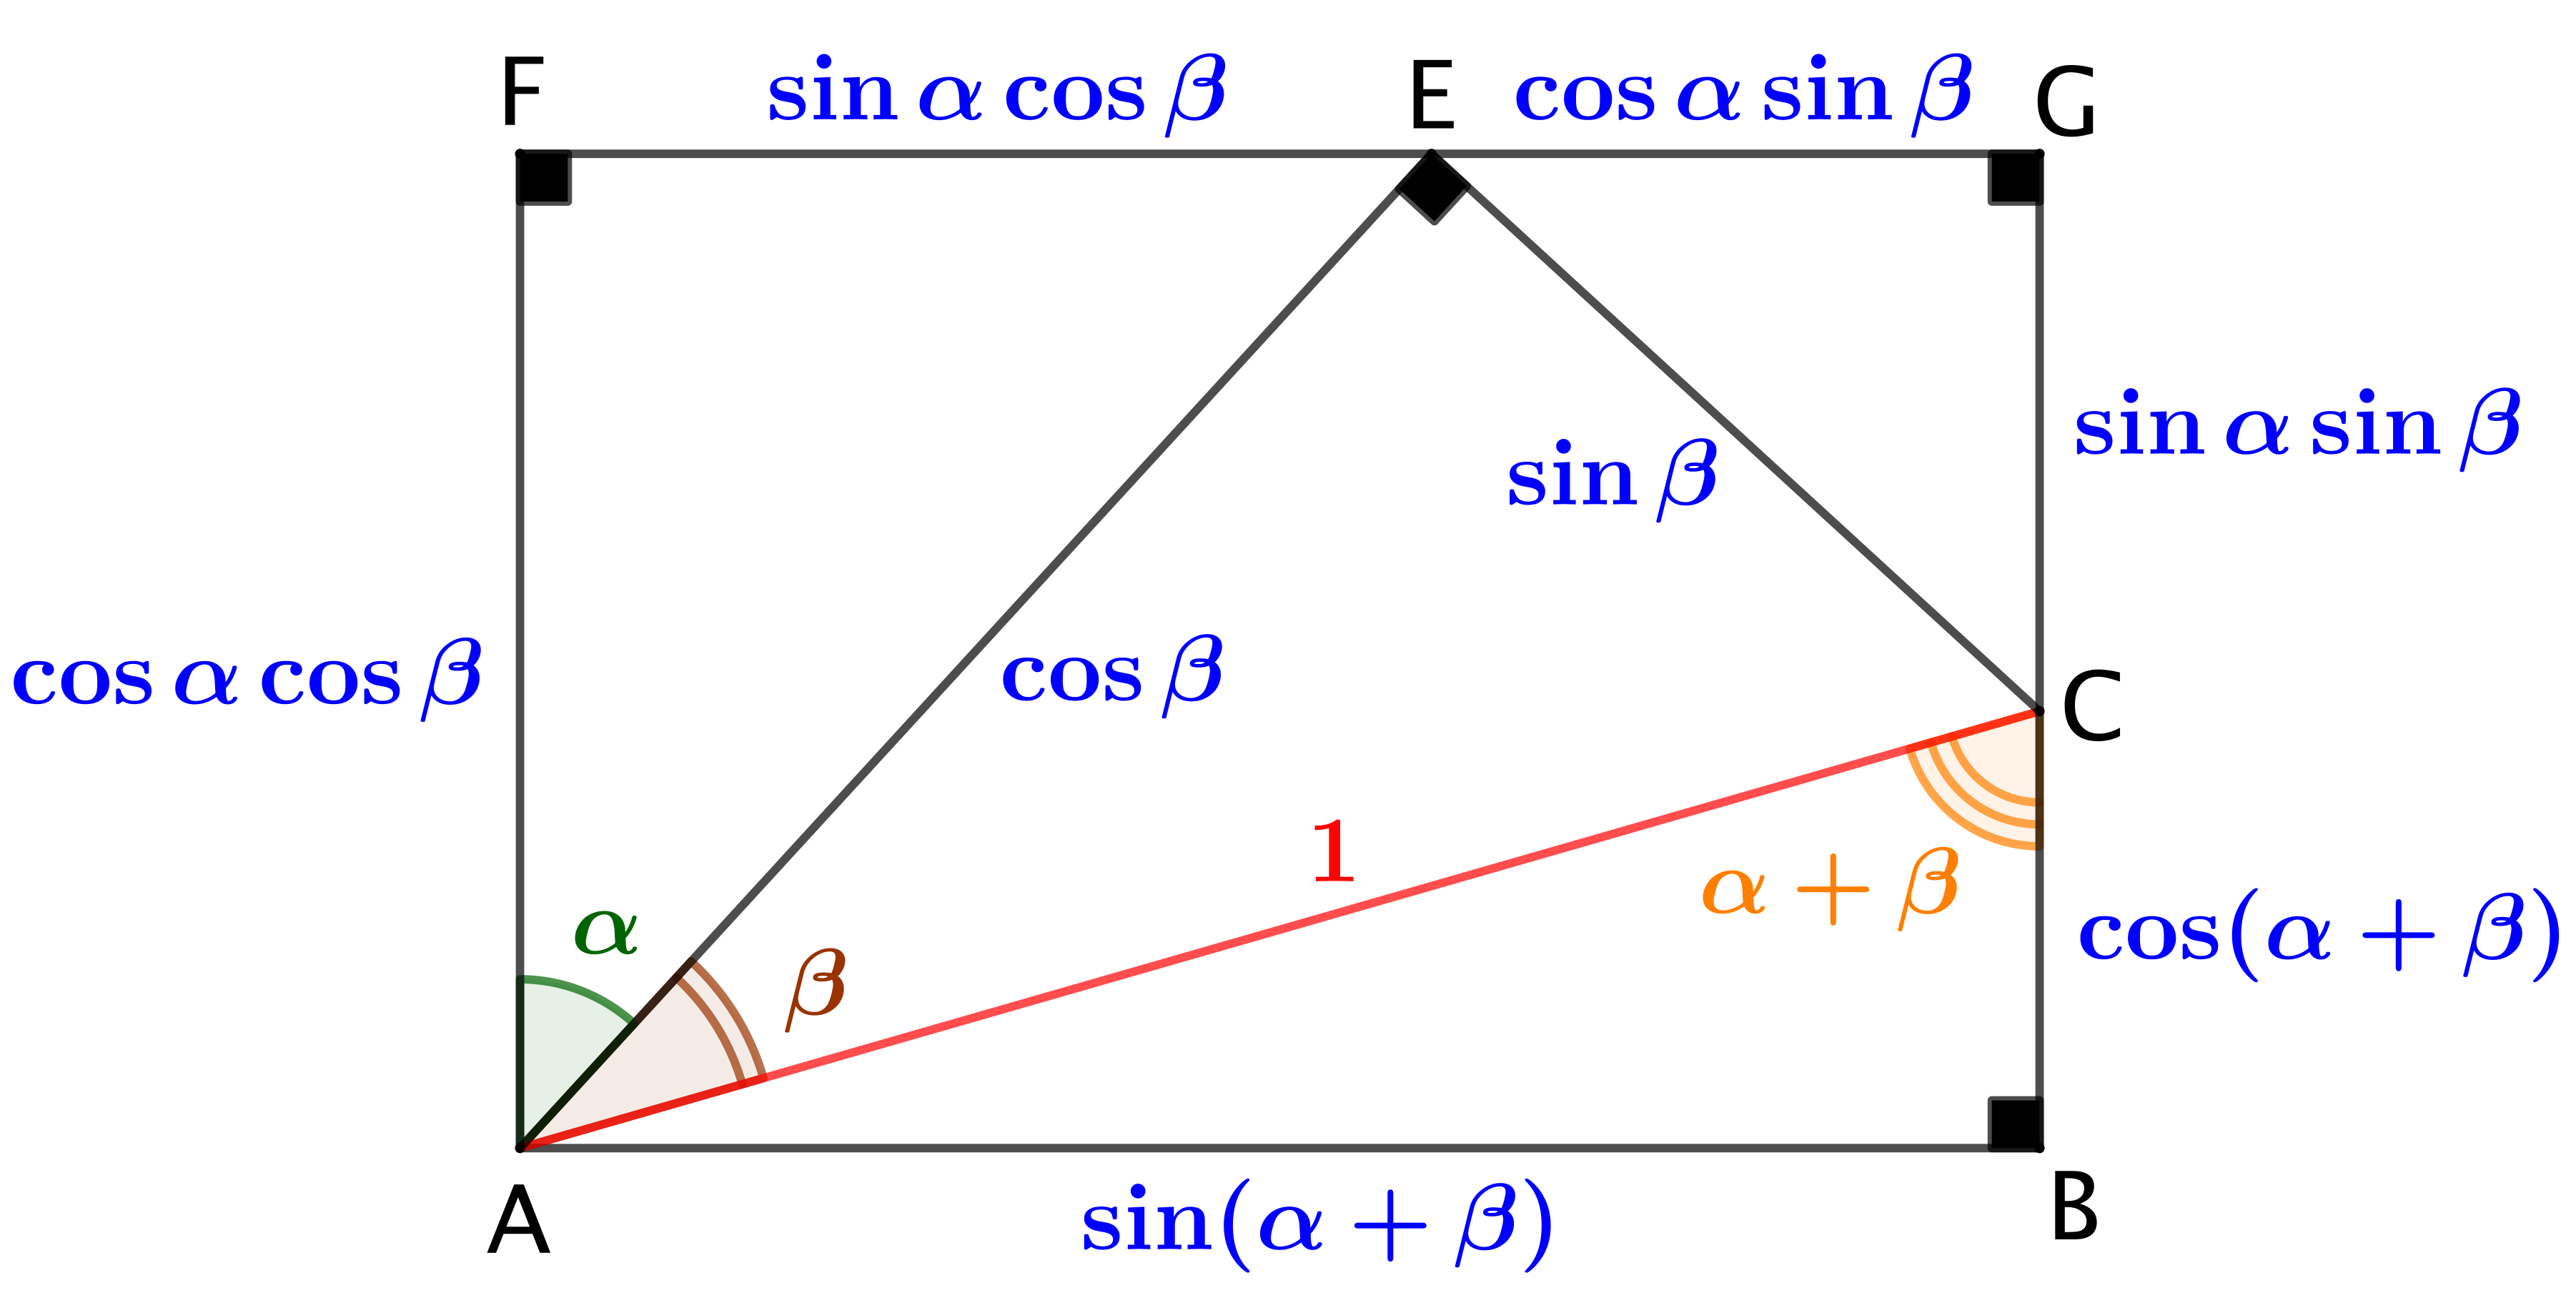 F sin α cos β E cos α sin β G
sin α sin β
sin β
cos α cos β cos β C
1
α α + β cos(α + β)
β
A sin(α + β) B